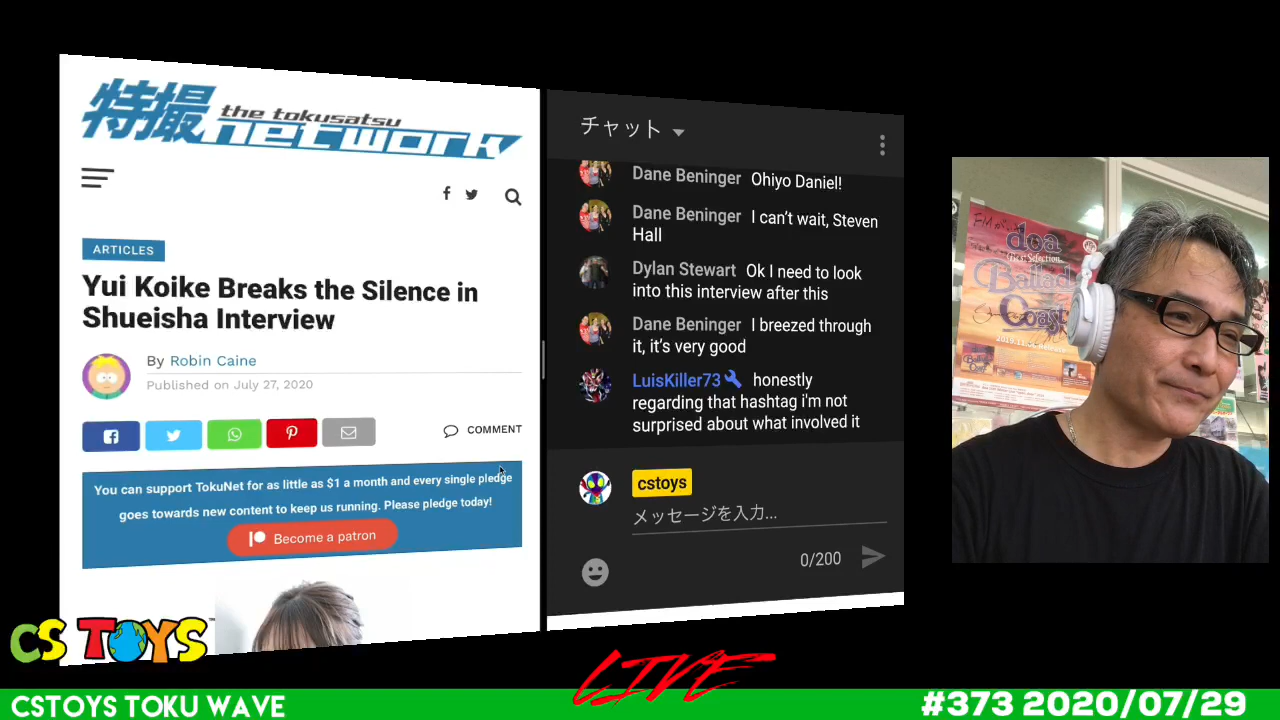 特撮 the tokusatsu network
ARTICLES
Yui Koike Breaks the Silence in
Shueisha Interview
By Robin Caine
Published on July 27, 2020
COMMENT
You can support TokuNet for as little as $1 a month and every single pledge
goes towards new content to keep us running. Please pledge today!
Become a patron
チャット
Dane Beninger Ohiyo Daniel!
Dane Beninger I can't wait, Steven
Hall
Dylan Stewart Ok I need to look
into this interview after this
Dane Beninger I breezed through
it, it's very good
LuisKiller73 honestly
regarding that hashtag i'm not
surprised about what involved it
cstoys
メッセージを入力...
0/200
doa
Best Selection
Ballad
Coast
CS TOYS
LIVE
CSTOYS TOKU WAVE
#373 2020/07/29